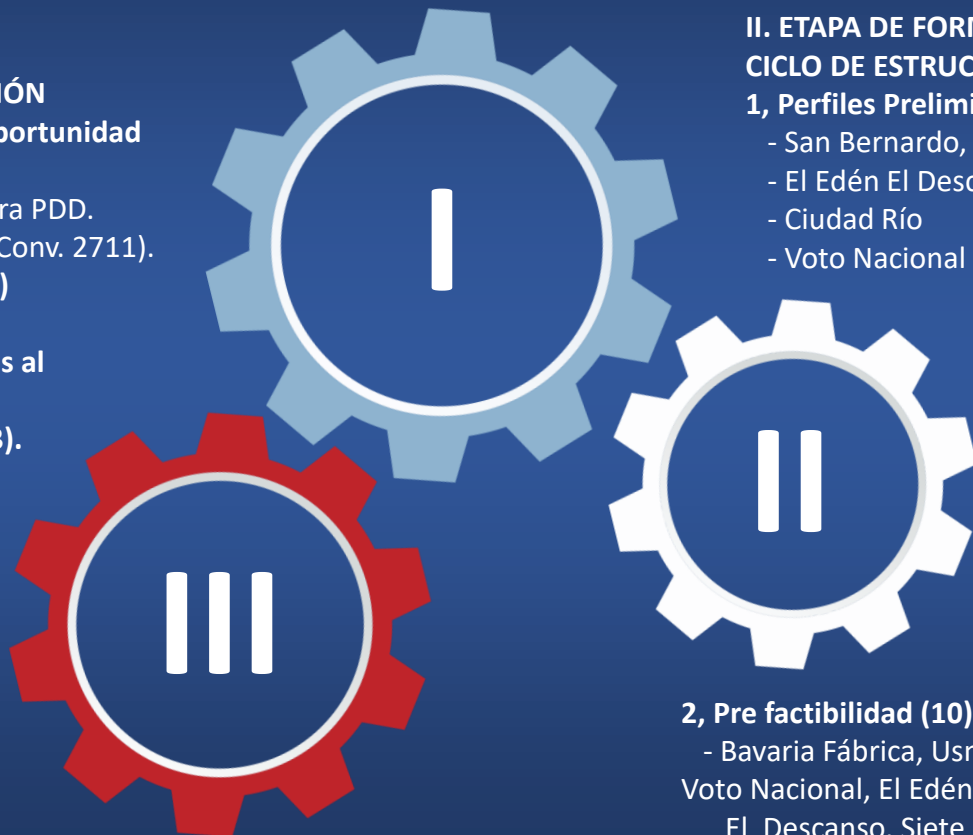 IÓN
portunidad
ra PDD.
Conv. 2711).
)
s al
3).
I
II. ETAPA DE FORM
CICLO DE ESTRUC
1, Perfiles Prelimi
- San Bernardo,
- El Edén El Desc
- Ciudad Río
- Voto Nacional
II
III
2, Pre factibilidad (10)
- Bavaria Fábrica, Usm
Voto Nacional, El Edén
El Descanso, Siete